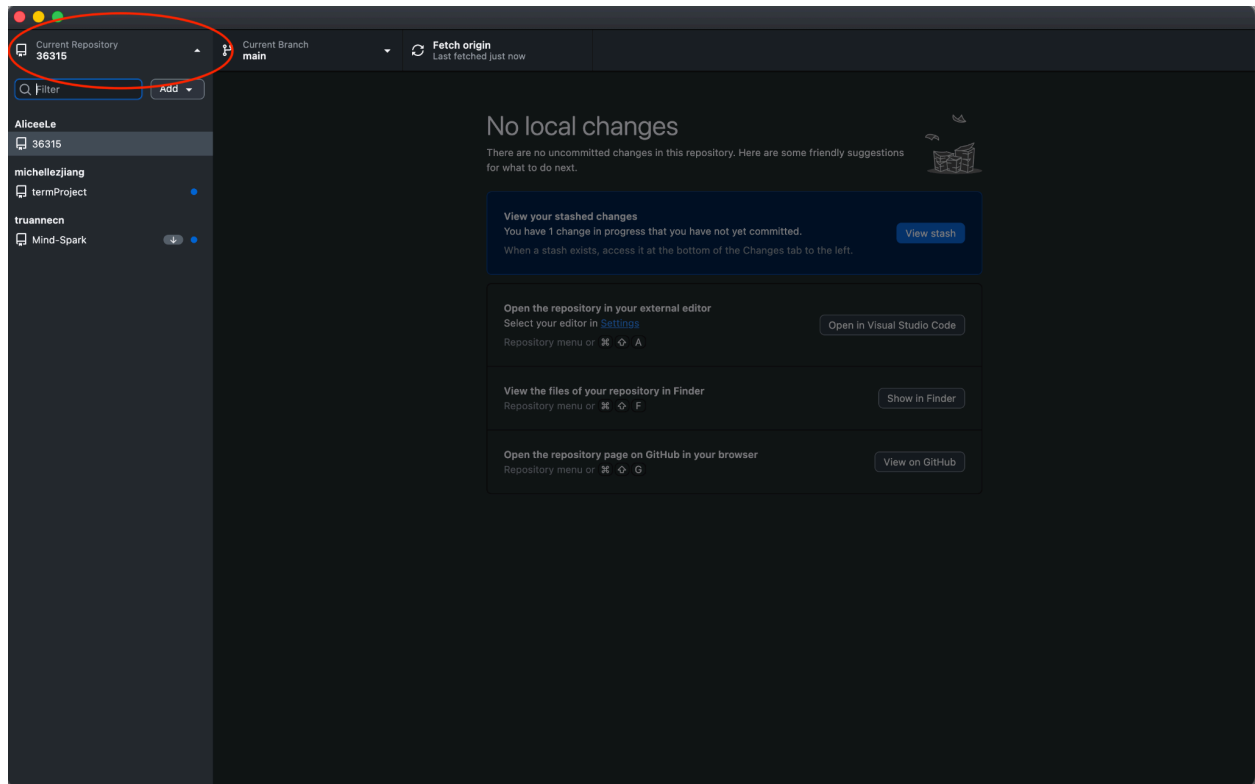 Current Repository
36315
Current Branch
main
Fetch origin
Last fetched just now
Filter
Add
AliceeLe
36315
michellezjiang
termProject
truannecn
Mind-Spark
No local changes
There are no uncommitted changes in this repository. Here are some friendly suggestions
for what to do next.
View your stashed changes
You have 1 change in progress that you have not yet committed.
When a stash exists, access it at the bottom of the Changes tab to the left.
View stash
Open the repository in your external editor
Select your editor in Settings
Repository menu or ⌘ ⇧ A
Open in Visual Studio Code
View the files of your repository in Finder
Repository menu or ⌘ ⇧ F
Show in Finder
Open the repository page on GitHub in your browser
Repository menu or ⌘ ⇧ G
View on GitHub